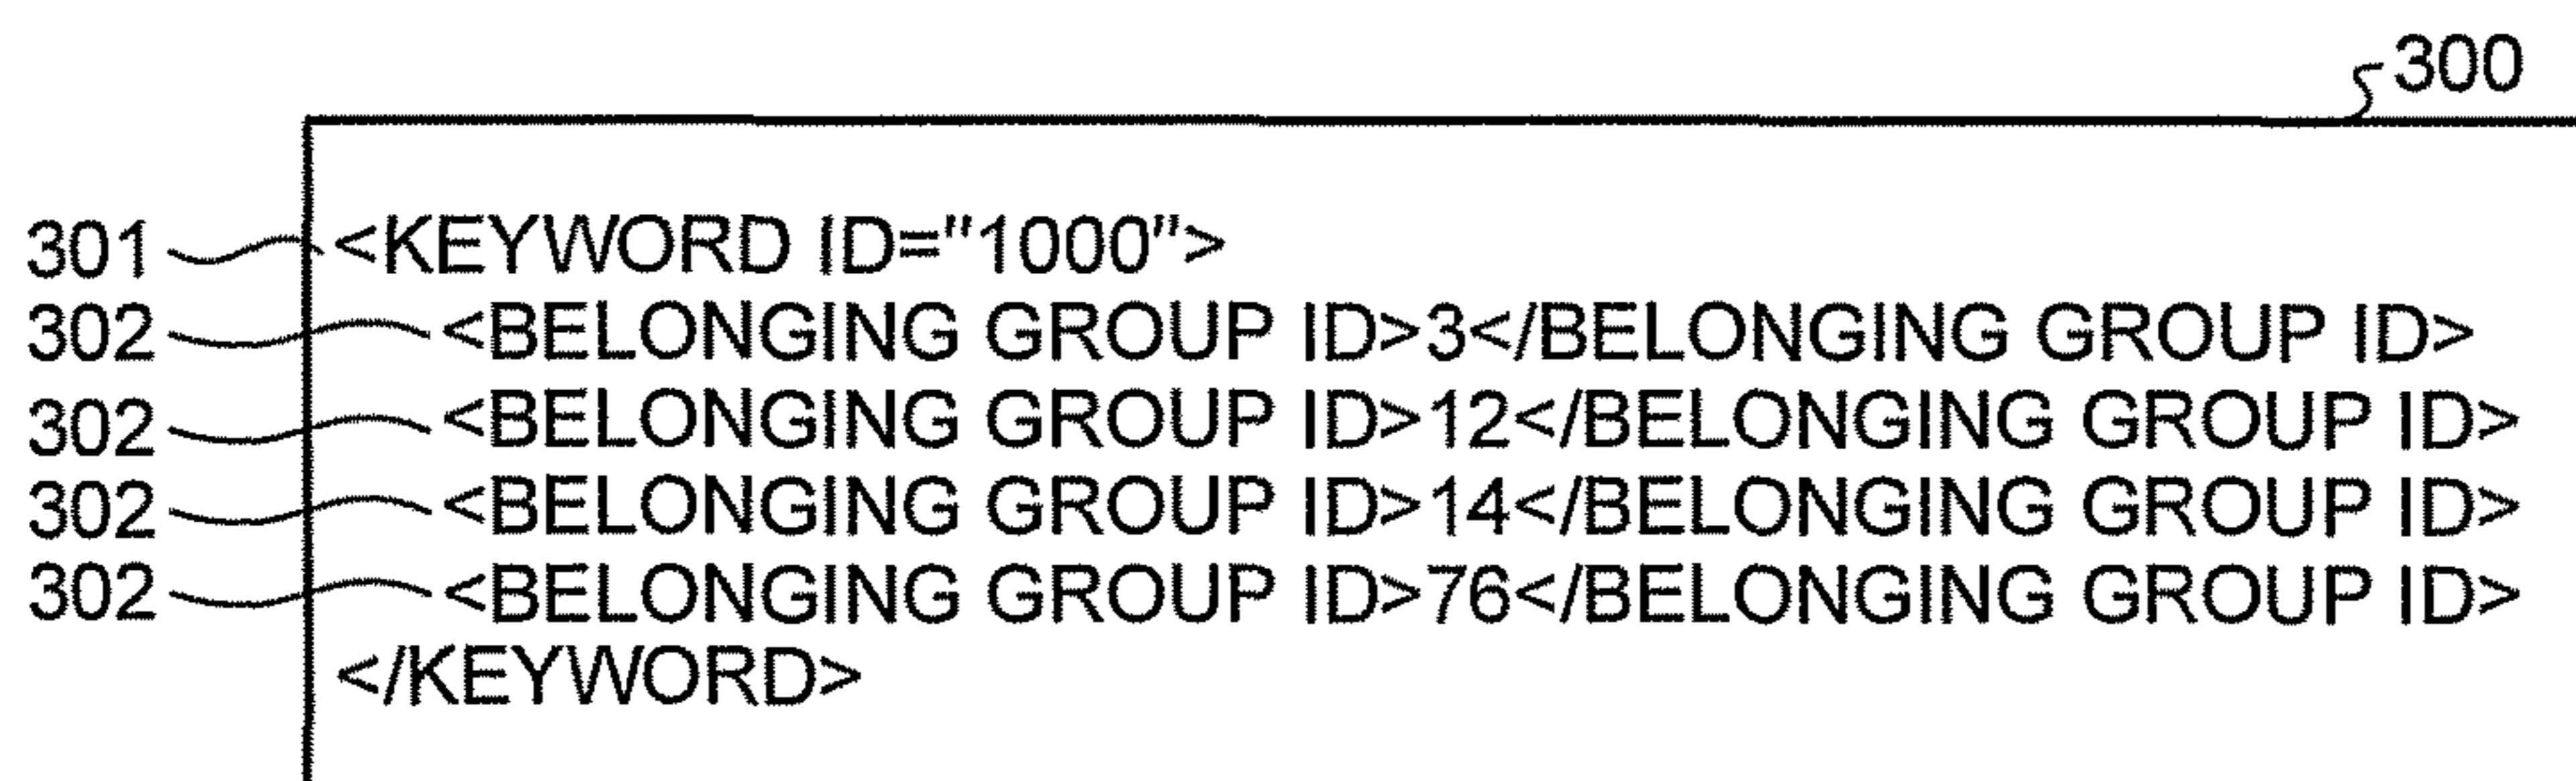 300
301 <KEYWORD ID="1000">
302 <BELONGING GROUP ID>3</BELONGING GROUP ID>
302 <BELONGING GROUP ID>12</BELONGING GROUP ID>
302 <BELONGING GROUP ID>14</BELONGING GROUP ID>
302 <BELONGING GROUP ID>76</BELONGING GROUP ID>
</KEYWORD>